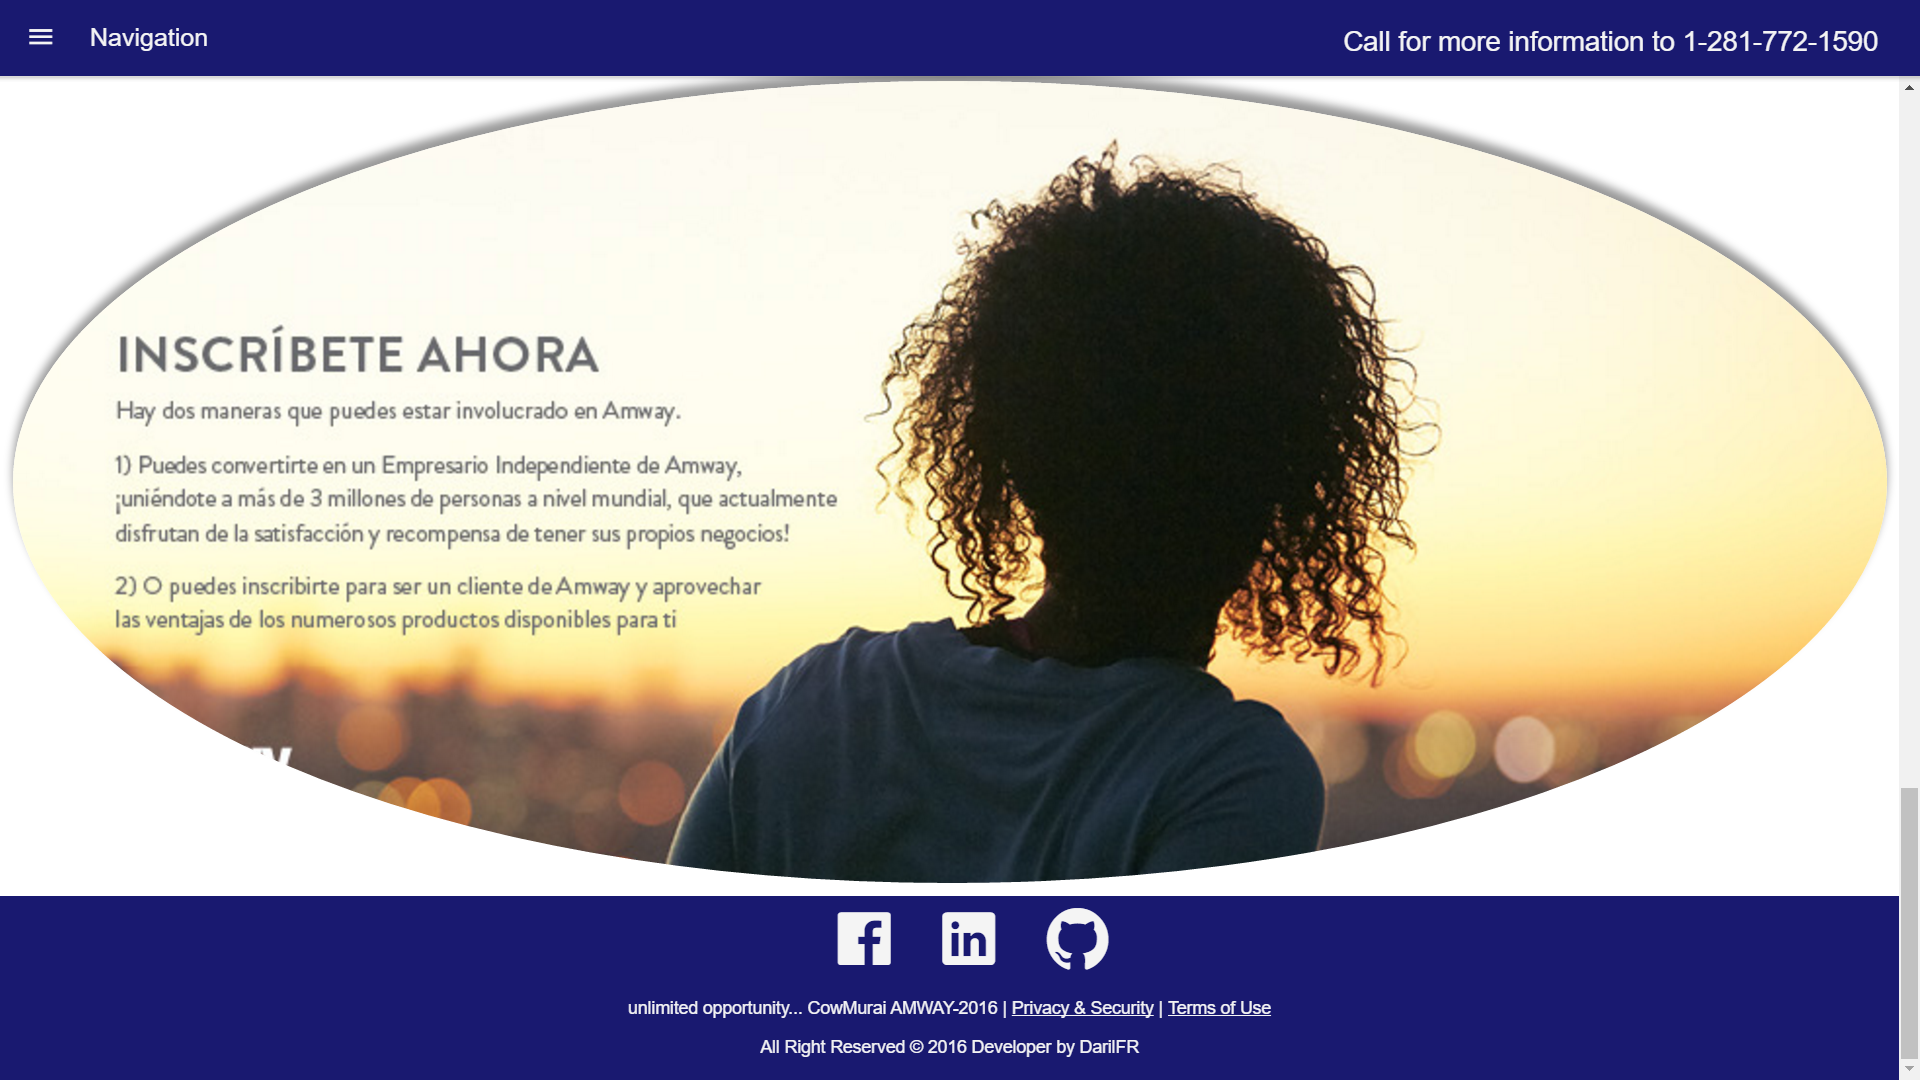 Navigation
Call for more information to 1-281-772-1590
INSCRÍBETE AHORA
Hay dos maneras que puedes estar involucrado en Amway.
1) Puedes convertirte en un Empresario Independiente de Amway,
¡uniéndote a más de 3 millones de personas a nivel mundial, que actualmente
disfrutan de la satisfacción y recompensa de tener sus propios negocios!
2) O puedes inscribirte para ser un cliente de Amway y aprovechar
las ventajas de los numerosos productos disponibles para ti
unlimited opportunity... CowMurai AMWAY-2016 | Privacy & Security | Terms of Use
All Right Reserved © 2016 Developer by DarilFR